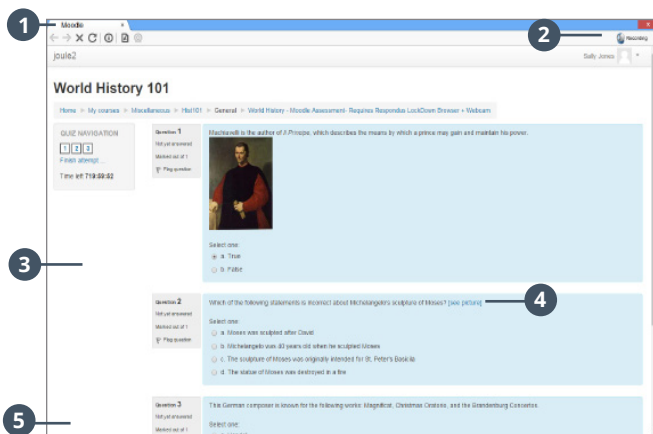 1
Moodle
2
Recording
joule2
Sally Jones
World History 101
Home My courses Miscellaneous Hist101 General World History - Moodle Assessment- Requires Respondus LockDown Browser + Webcam
QUIZ NAVIGATION
1 2 3
Finish attempt ...
Time left 719:59:52
Question 1
Not yet answered
Marked out of 1
Flag question
Machiavelli is the author of Il Principe, which describes the means by which a prince may gain and maintain his power.
Select one:
a. True
b. False
3
Question 2
Not yet answered
Marked out of 1
Flag question
Which of the following statements is incorrect about Michelangelo's sculpture of Moses? [see picture]
4
Select one:
a. Moses was sculpted after David
b. Michelangelo was 40 years old when he sculpted Moses
c. The sculpture of Moses was originally intended for St. Peter's Basilica
d. The statue of Moses was destroyed in a fire
5
Question 3
Not yet answered
Marked out of 1
This German composer is known for the following works: Magnificat, Christmas Oratorio, and the Brandenburg Concertos.
Select one: